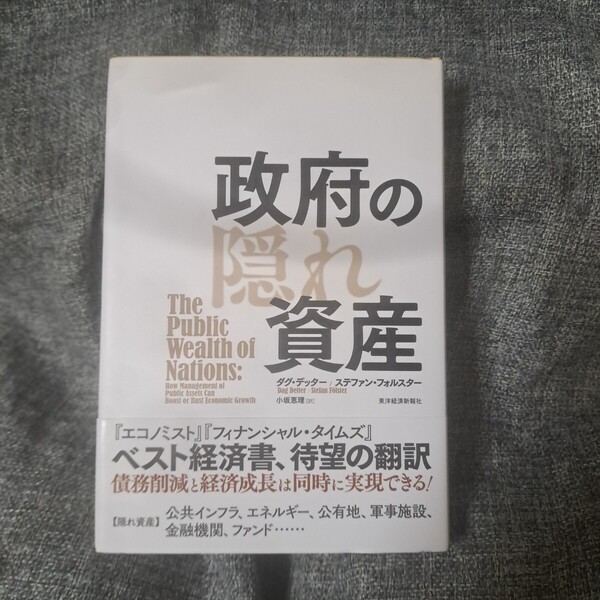 政府の
隠れ
資産
The
Public
Wealth of
Nations:
How Management of
Public Assets Can
Boost or Bust Economic Growth
ダグ・デッター / ステファン・フォルスター
Dag Detter / Stefan Fölster
小坂恵理 [訳]
東洋経済新報社
『エコノミスト』『フィナンシャル・タイムズ』
ベスト経済書、待望の翻訳
債務削減と経済成長は同時に実現できる!
【隠れ資産】 公共インフラ、エネルギー、公有地、軍事施設、
金融機関、ファンド……